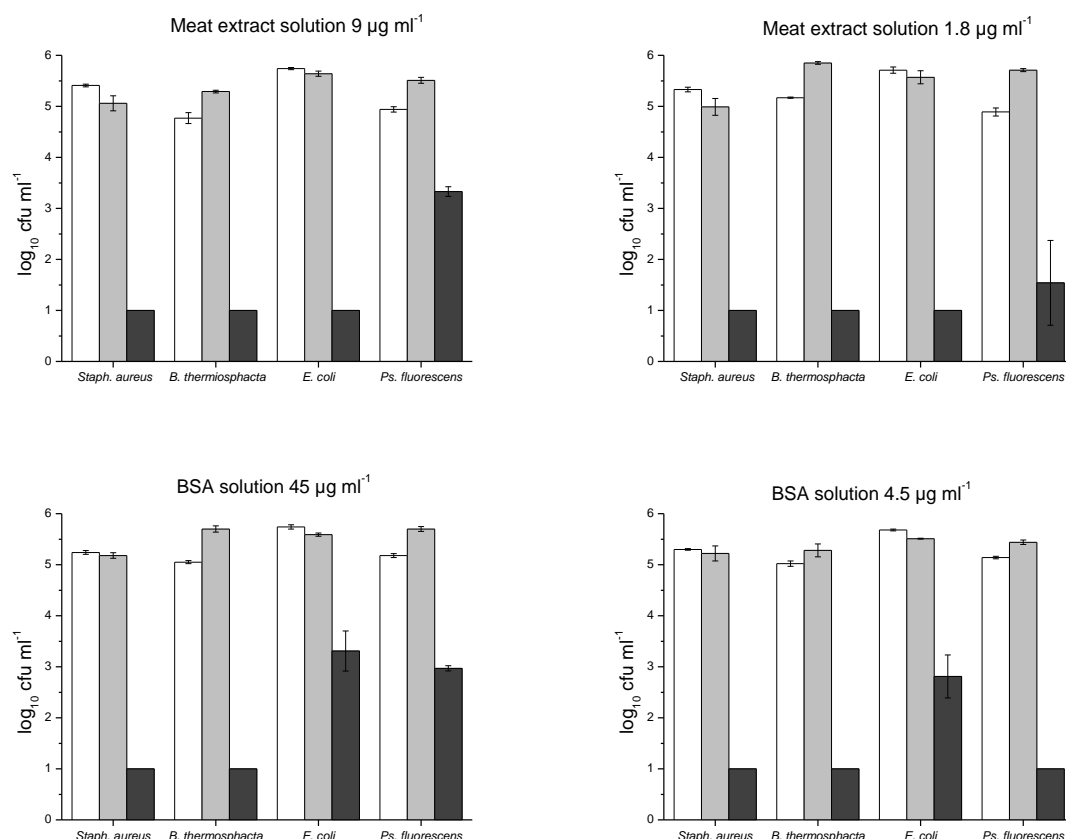 Meat extract solution 9 µg ml⁻¹
log₁₀ cfu ml⁻¹
6
5
4
3
2
1
0
Staph. aureus B. thermiosphacta E. coli Ps. fluorescens
Meat extract solution 1.8 µg ml⁻¹
log₁₀ cfu ml⁻¹
6
5
4
3
2
1
0
Staph. aureus B. thermosphacta E. coli Ps. fluorescens
BSA solution 45 µg ml⁻¹
log₁₀ cfu ml⁻¹
6
5
4
3
2
1
0
Staph. aureus B. thermosphacta E. coli Ps. fluorescens
BSA solution 4.5 µg ml⁻¹
log₁₀ cfu ml⁻¹
6
5
4
3
2
1
0
Staph. aureus B. thermosphacta E. coli Ps. fluorescens